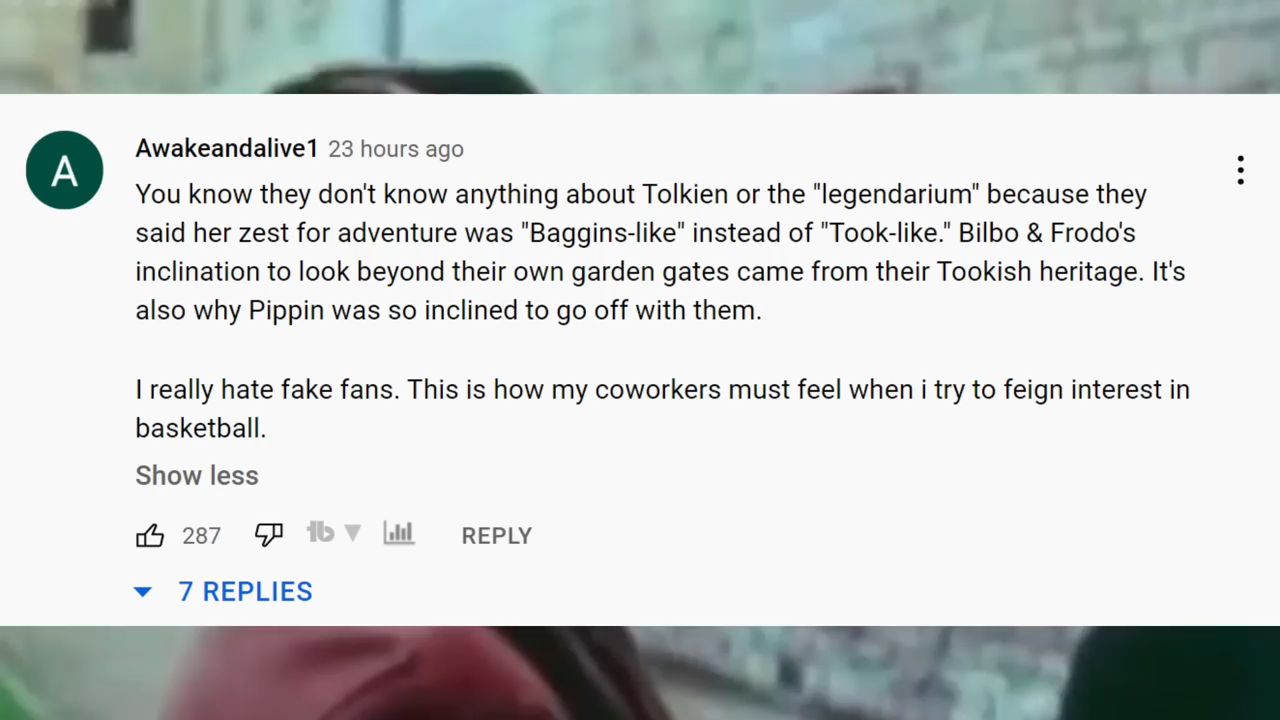 A
Awakeandalive1 23 hours ago
You know they don't know anything about Tolkien or the "legendarium" because they
said her zest for adventure was "Baggins-like" instead of "Took-like." Bilbo & Frodo's
inclination to look beyond their own garden gates came from their Tookish heritage. It's
also why Pippin was so inclined to go off with them.
I really hate fake fans. This is how my coworkers must feel when i try to feign interest in
basketball.
Show less
287 tb REPLY
7 REPLIES